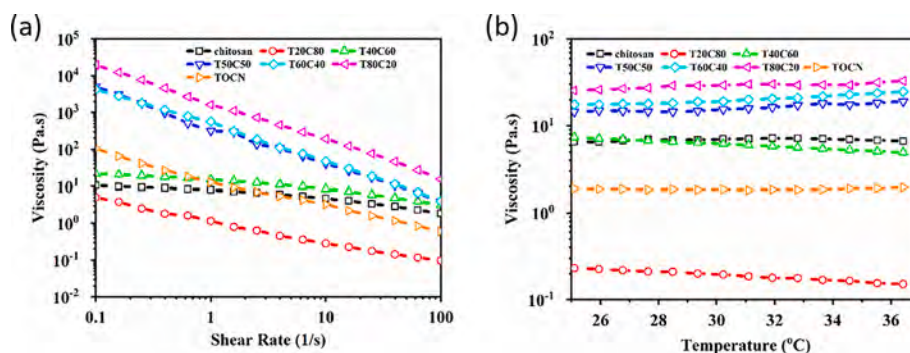 (a)
10^5
10^4
10^3
10^2
10^1
10^0
10^-1
10^-2
Viscosity (Pa.s)
chitosan T20C80 T40C60
T50C50 T60C40 T80C20
TOCN
0.1 1 10 100
Shear Rate (1/s)
(b)
10^2
10^1
10^0
10^-1
Viscosity (Pa.s)
chitosan T20C80 T40C60
T50C50 T60C40 T80C20 TOCN
26 28 30 32 34 36
Temperature (°C)